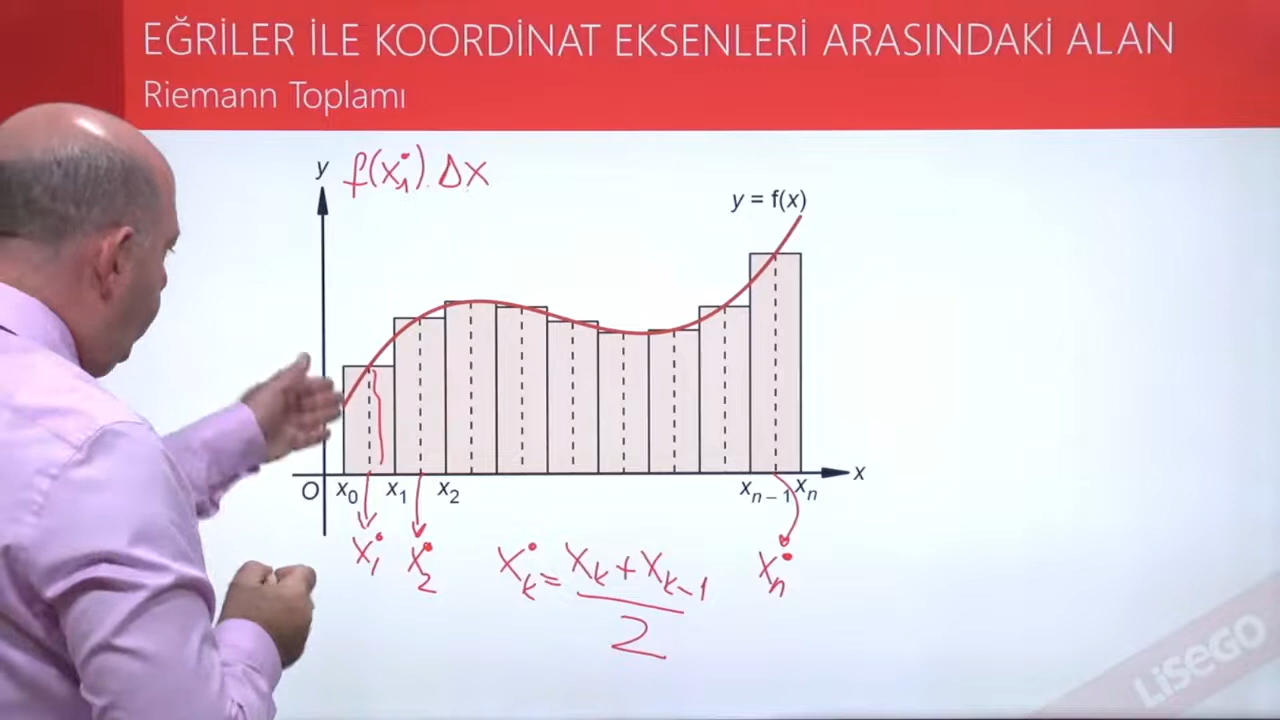 EĞRİLER İLE KOORDİNAT EKSENLERİ ARASINDAKİ ALAN
Riemann Toplamı
y f(x₁•).Δx
y = f(x)
O x₀ x₁ x₂ xₙ₋₁ xₙ x
x₁• x₂• xₖ• = (xₖ + xₖ₋₁)/2 xₙ•
LiSEGO